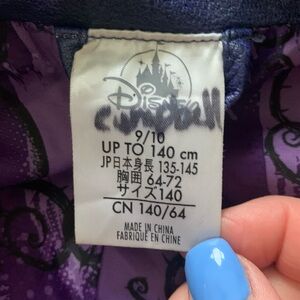 Disney
Campbell
9/10
UP TO 140 cm
JP日本身長 135-145
胸囲 64-72
サイズ140
CN 140/64
MADE IN CHINA
FABRIQUÉ EN CHINE